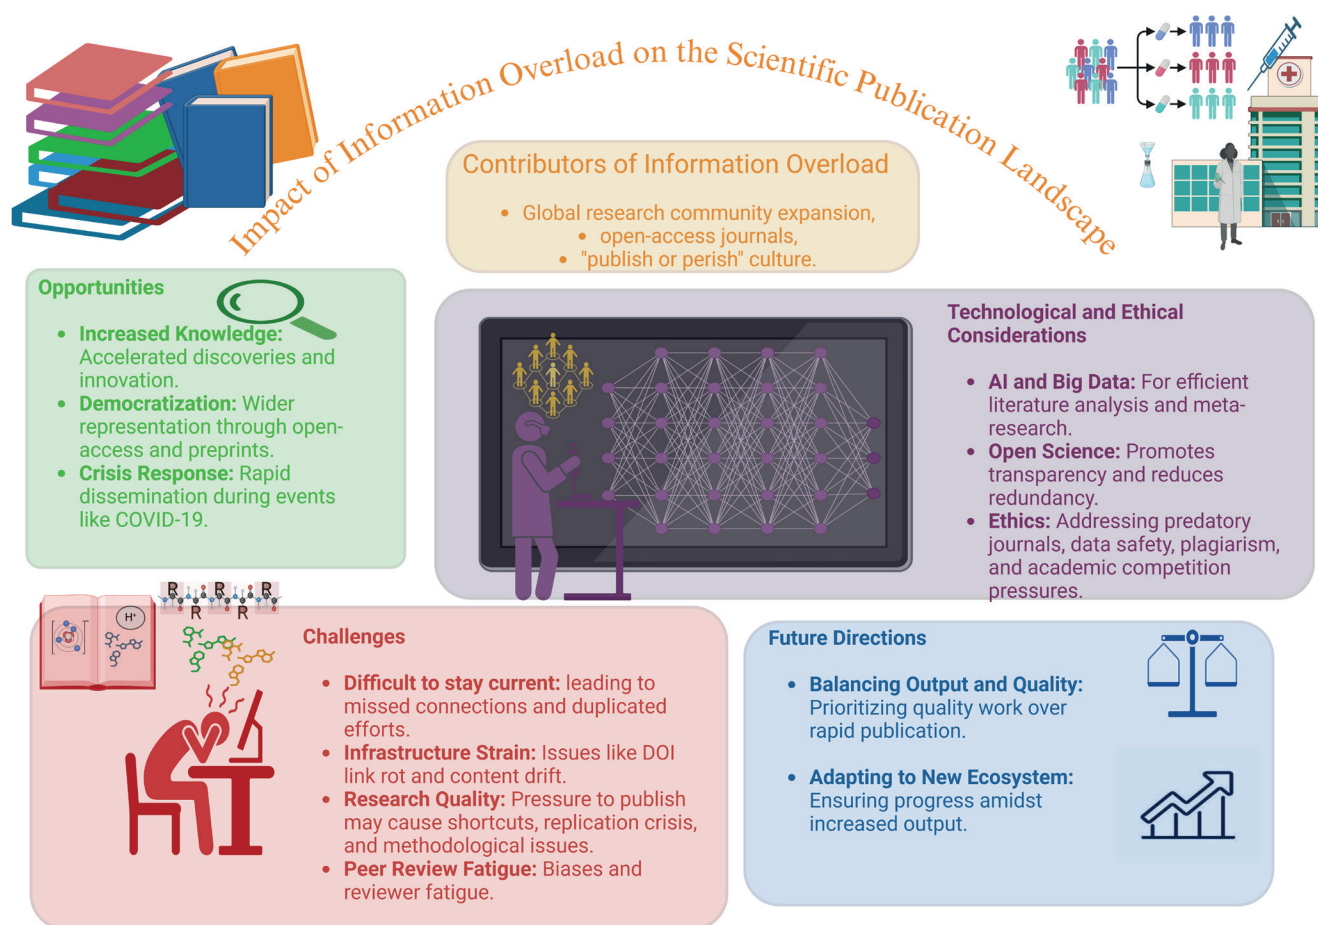 Impact of Information Overload on the Scientific Publication Landscape
Contributors of Information Overload
• Global research community expansion,
• open-access journals,
• "publish or perish" culture.
Opportunities
• Increased Knowledge:
Accelerated discoveries and
innovation.
• Democratization: Wider
representation through open-
access and preprints.
• Crisis Response: Rapid
dissemination during events
like COVID-19.
Technological and Ethical
Considerations
• AI and Big Data: For efficient
literature analysis and meta-
research.
• Open Science: Promotes
transparency and reduces
redundancy.
• Ethics: Addressing predatory
journals, data safety, plagiarism,
and academic competition
pressures.
H⁺
R R R
R R
Challenges
• Difficult to stay current: leading to
missed connections and duplicated
efforts.
• Infrastructure Strain: Issues like DOI
link rot and content drift.
• Research Quality: Pressure to publish
may cause shortcuts, replication crisis,
and methodological issues.
• Peer Review Fatigue: Biases and
reviewer fatigue.
Future Directions
• Balancing Output and Quality:
Prioritizing quality work over
rapid publication.
• Adapting to New Ecosystem:
Ensuring progress amidst
increased output.